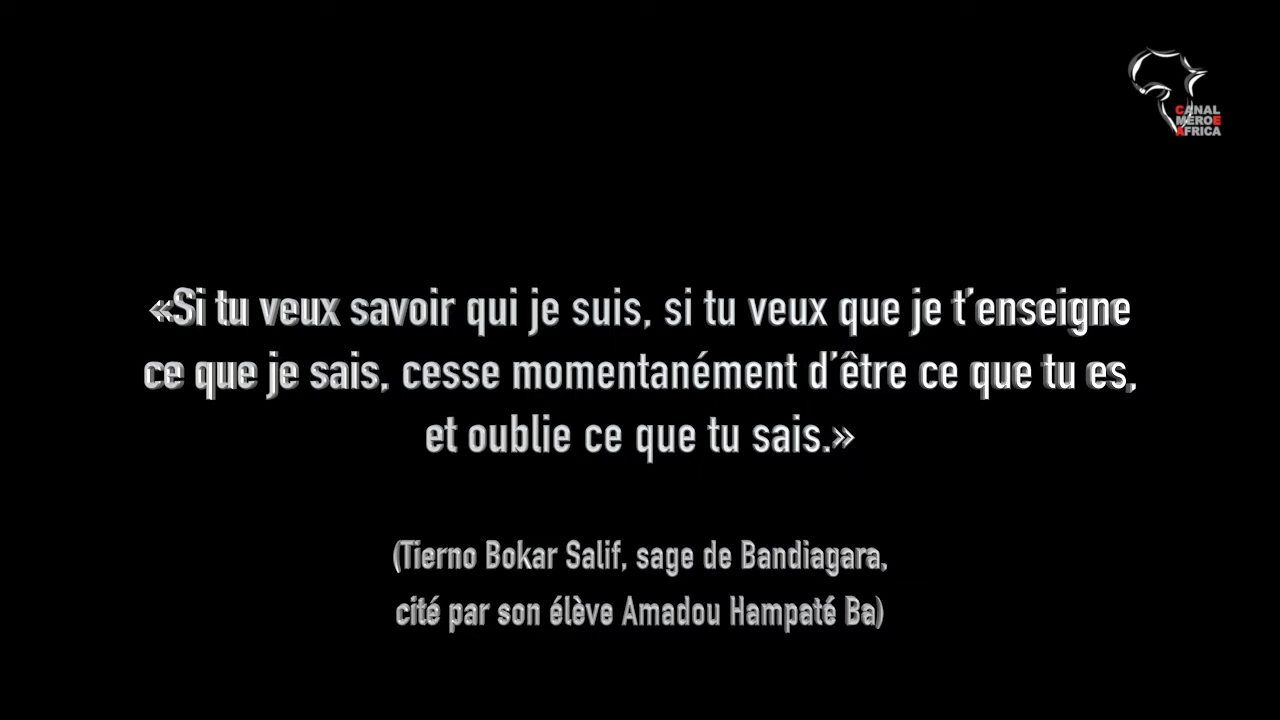 CANAL
MEROE
AFRICA
«Si tu veux savoir qui je suis, si tu veux que je t’enseigne
ce que je sais, cesse momentanément d’être ce que tu es,
et oublie ce que tu sais.»
(Tierno Bokar Salif, sage de Bandiagara,
cité par son élève Amadou Hampaté Ba)